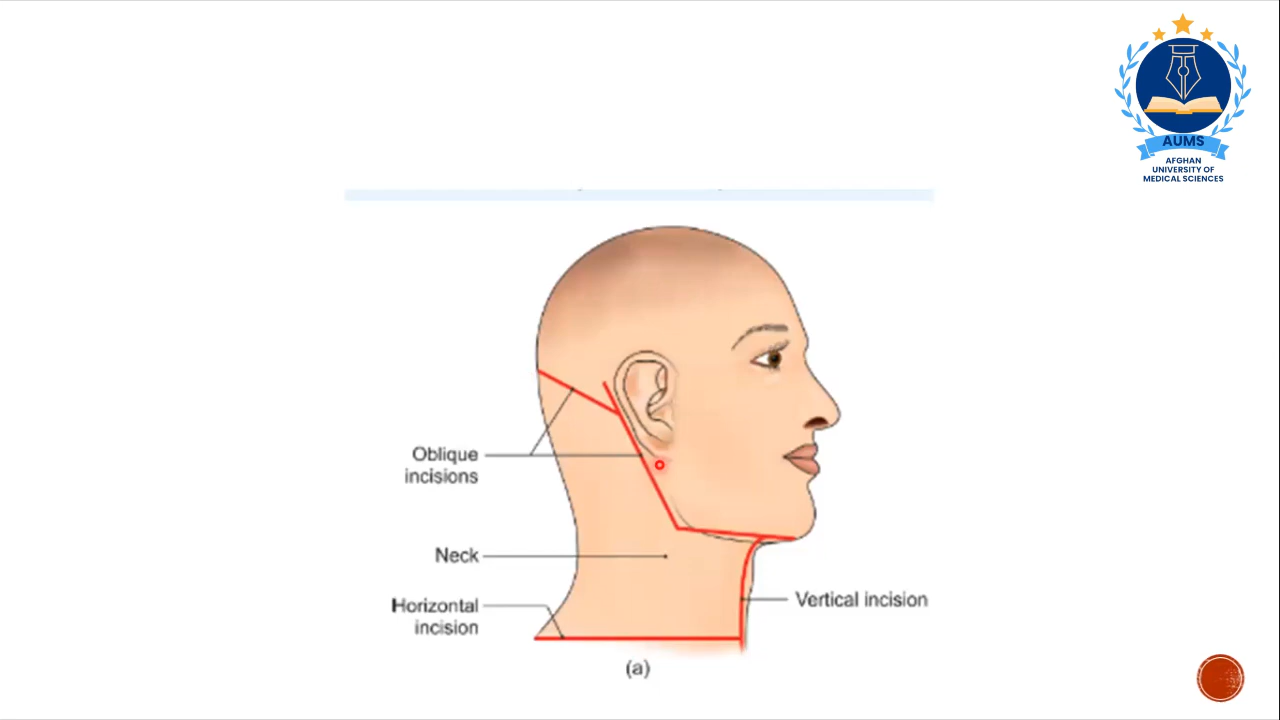 AUMS
AFGHAN
UNIVERSITY OF
MEDICAL SCIENCES
Oblique
incisions
Neck
Horizontal
incision
Vertical incision
(a)